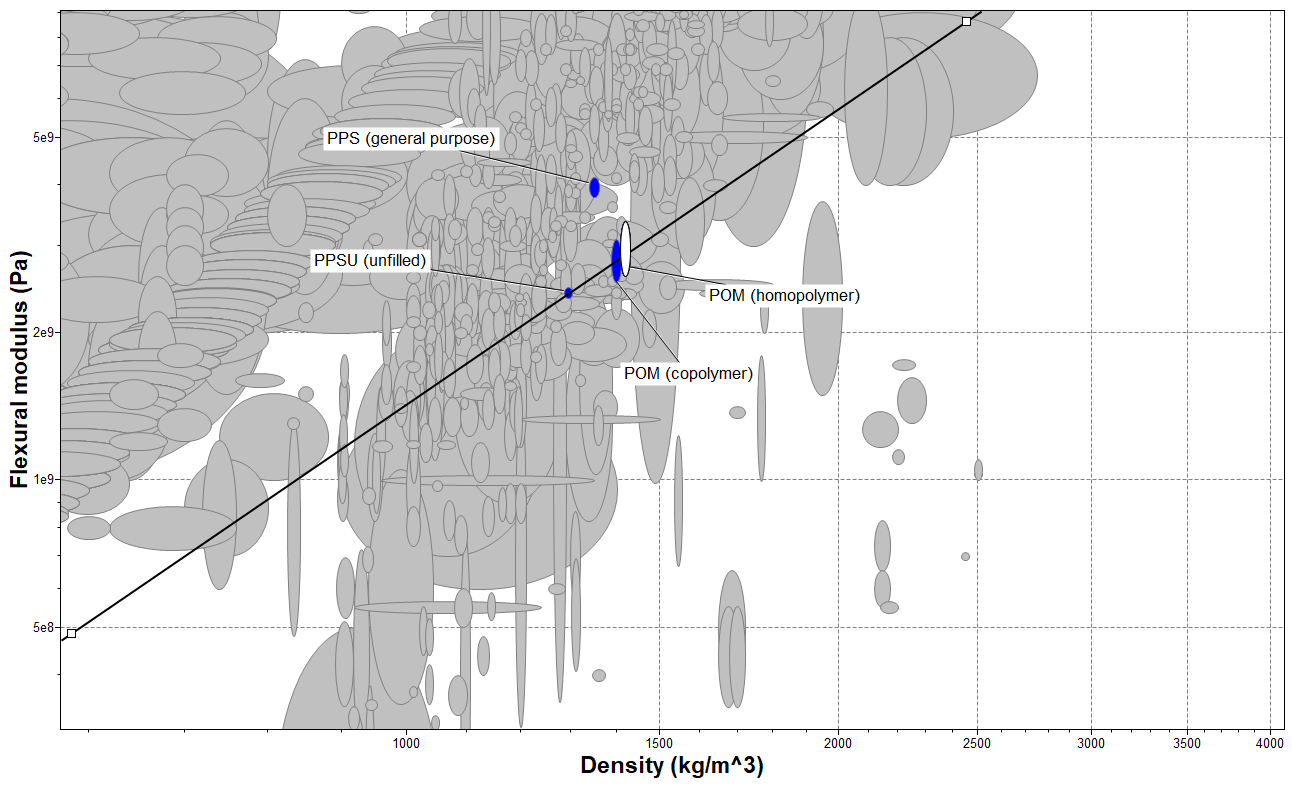 PPS (general purpose)
5e9
PPSU (unfilled)
POM (homopolymer)
2e9
POM (copolymer)
1e9
5e8
Flexural modulus (Pa)
1000
1500
2000
2500
3000
3500
4000
Density (kg/m^3)